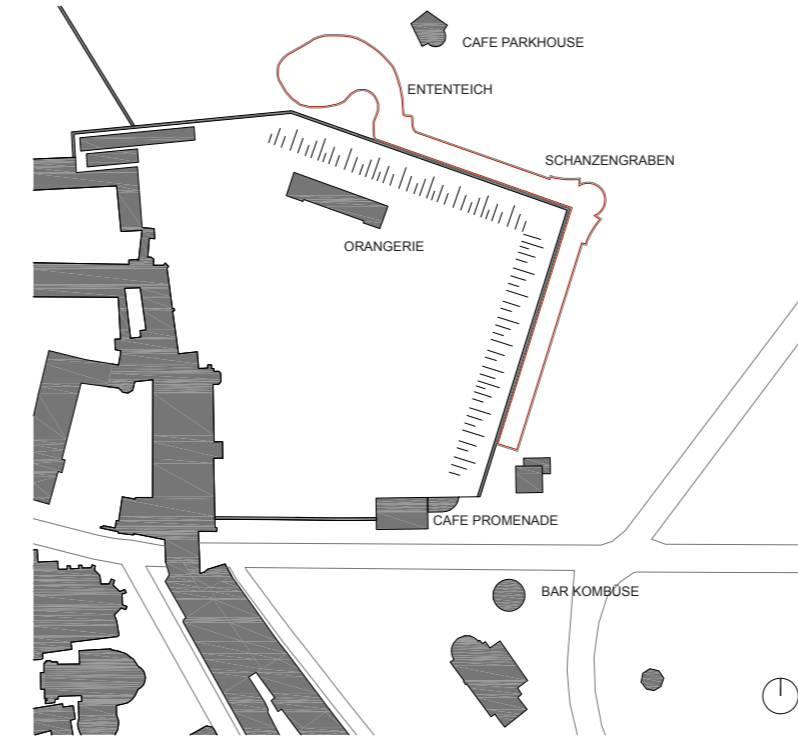 CAFE PARKHOUSE
ENTENTEICH
SCHANZENGRABEN
ORANGERIE
CAFE PROMENADE
BAR KOMBÜSE